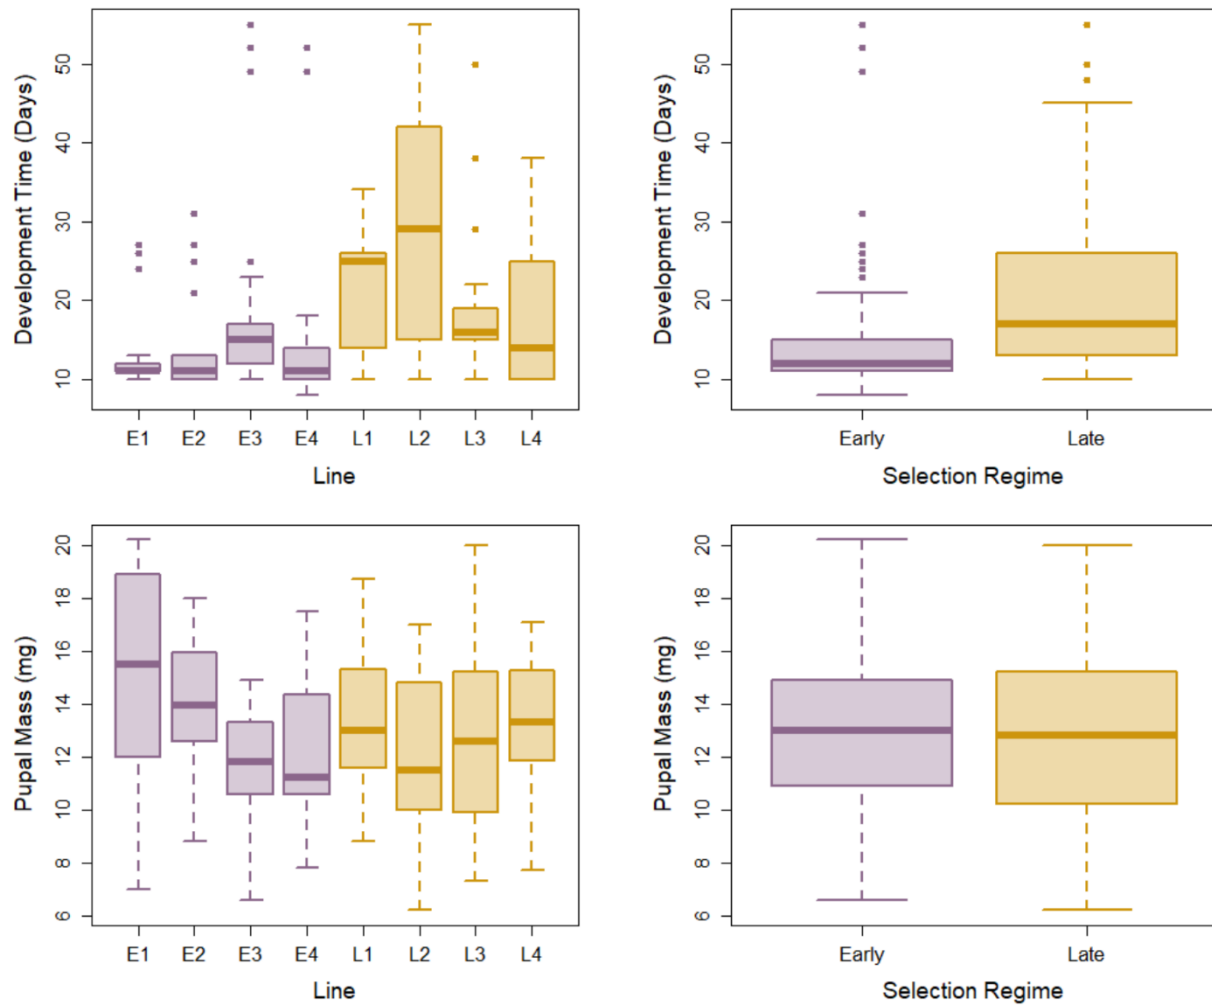 Development Time (Days)
50
40
30
20
10
E1 E2 E3 E4 L1 L2 L3 L4
Line
Development Time (Days)
50
40
30
20
10
Early Late
Selection Regime
Pupal Mass (mg)
20
18
16
14
12
10
8
6
E1 E2 E3 E4 L1 L2 L3 L4
Line
Pupal Mass (mg)
20
18
16
14
12
10
8
6
Early Late
Selection Regime